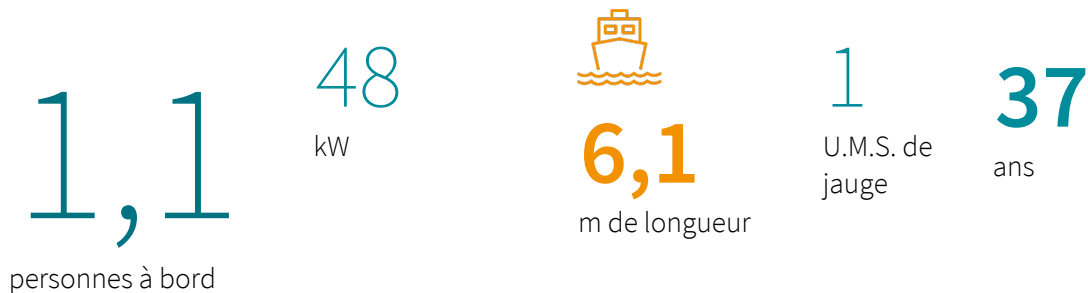 1,1
personnes à bord
48
kW
6,1
m de longueur
1
U.M.S. de
jauge
37
ans